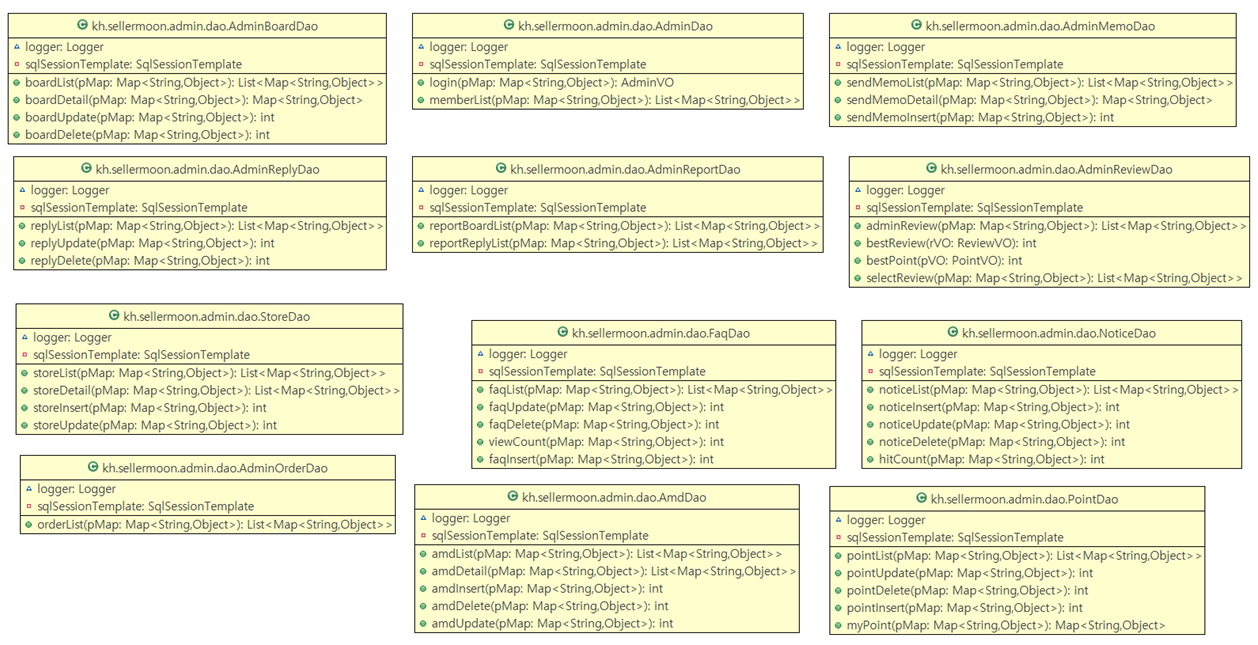 kh.sellermoon.admin.dao.AdminBoardDao
logger: Logger
sqlSessionTemplate: SqlSessionTemplate
boardList(pMap: Map<String,Object>): List<Map<String,Object>>
boardDetail(pMap: Map<String,Object>): Map<String,Object>
boardUpdate(pMap: Map<String,Object>): int
boardDelete(pMap: Map<String,Object>): int
kh.sellermoon.admin.dao.AdminDao
logger: Logger
sqlSessionTemplate: SqlSessionTemplate
login(pMap: Map<String,Object>): AdminVO
memberList(pMap: Map<String,Object>): List<Map<String,Object>>
kh.sellermoon.admin.dao.AdminMemoDao
logger: Logger
sqlSessionTemplate: SqlSessionTemplate
sendMemoList(pMap: Map<String,Object>): List<Map<String,Object>>
sendMemoDetail(pMap: Map<String,Object>): Map<String,Object>
sendMemoInsert(pMap: Map<String,Object>): int
kh.sellermoon.admin.dao.AdminReplyDao
logger: Logger
sqlSessionTemplate: SqlSessionTemplate
replyList(pMap: Map<String,Object>): List<Map<String,Object>>
replyUpdate(pMap: Map<String,Object>): int
replyDelete(pMap: Map<String,Object>): int
kh.sellermoon.admin.dao.AdminReportDao
logger: Logger
sqlSessionTemplate: SqlSessionTemplate
reportBoardList(pMap: Map<String,Object>): List<Map<String,Object>>
reportReplyList(pMap: Map<String,Object>): List<Map<String,Object>>
kh.sellermoon.admin.dao.AdminReviewDao
logger: Logger
sqlSessionTemplate: SqlSessionTemplate
adminReview(pMap: Map<String,Object>): List<Map<String,Object>>
bestReview(rVO: ReviewVO): int
bestPoint(pVO: PointVO): int
selectReview(pMap: Map<String,Object>): List<Map<String,Object>>
kh.sellermoon.admin.dao.StoreDao
logger: Logger
sqlSessionTemplate: SqlSessionTemplate
storeList(pMap: Map<String,Object>): List<Map<String,Object>>
storeDetail(pMap: Map<String,Object>): List<Map<String,Object>>
storeInsert(pMap: Map<String,Object>): int
storeUpdate(pMap: Map<String,Object>): int
kh.sellermoon.admin.dao.FaqDao
logger: Logger
sqlSessionTemplate: SqlSessionTemplate
faqList(pMap: Map<String,Object>): List<Map<String,Object>>
faqUpdate(pMap: Map<String,Object>): int
faqDelete(pMap: Map<String,Object>): int
viewCount(pMap: Map<String,Object>): int
faqInsert(pMap: Map<String,Object>): int
kh.sellermoon.admin.dao.NoticeDao
logger: Logger
sqlSessionTemplate: SqlSessionTemplate
noticeList(pMap: Map<String,Object>): List<Map<String,Object>>
noticeInsert(pMap: Map<String,Object>): int
noticeUpdate(pMap: Map<String,Object>): int
noticeDelete(pMap: Map<String,Object>): int
hitCount(pMap: Map<String,Object>): int
kh.sellermoon.admin.dao.AdminOrderDao
logger: Logger
sqlSessionTemplate: SqlSessionTemplate
orderList(pMap: Map<String,Object>): List<Map<String,Object>>
kh.sellermoon.admin.dao.AmdDao
logger: Logger
sqlSessionTemplate: SqlSessionTemplate
amdList(pMap: Map<String,Object>): List<Map<String,Object>>
amdDetail(pMap: Map<String,Object>): List<Map<String,Object>>
amdInsert(pMap: Map<String,Object>): int
amdDelete(pMap: Map<String,Object>): int
amdUpdate(pMap: Map<String,Object>): int
kh.sellermoon.admin.dao.PointDao
logger: Logger
sqlSessionTemplate: SqlSessionTemplate
pointList(pMap: Map<String,Object>): List<Map<String,Object>>
pointUpdate(pMap: Map<String,Object>): int
pointDelete(pMap: Map<String,Object>): int
pointInsert(pMap: Map<String,Object>): int
myPoint(pMap: Map<String,Object>): Map<String,Object>